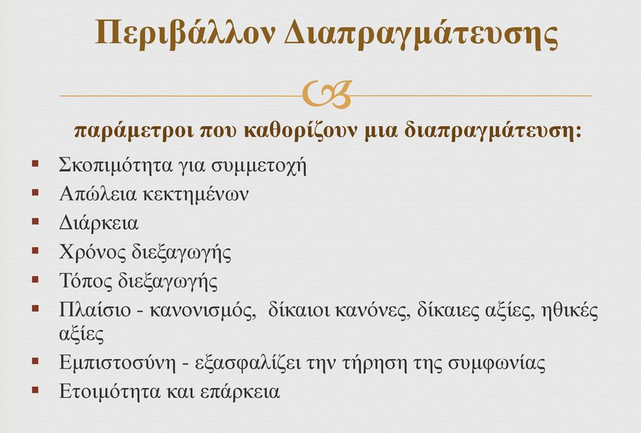 Περιβάλλον Διαπραγμάτευσης
παράμετροι που καθορίζουν μια διαπραγμάτευση:
▪ Σκοπιμότητα για συμμετοχή
▪ Απώλεια κεκτημένων
▪ Διάρκεια
▪ Χρόνος διεξαγωγής
▪ Τόπος διεξαγωγής
▪ Πλαίσιο - κανονισμός, δίκαιοι κανόνες, δίκαιες αξίες, ηθικές
αξίες
▪ Εμπιστοσύνη - εξασφαλίζει την τήρηση της συμφωνίας
▪ Ετοιμότητα και επάρκεια